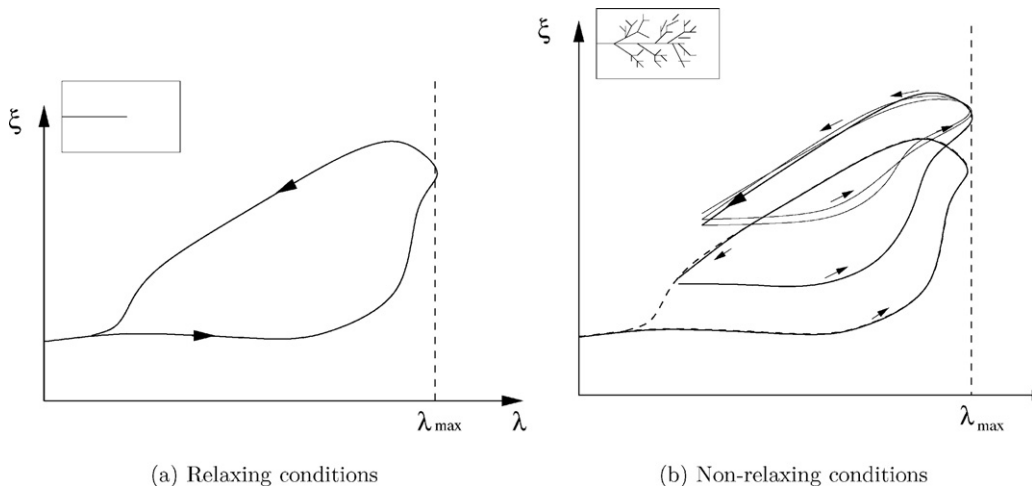 ξ
λmax
λ
(a) Relaxing conditions
ξ
λmax
(b) Non-relaxing conditions